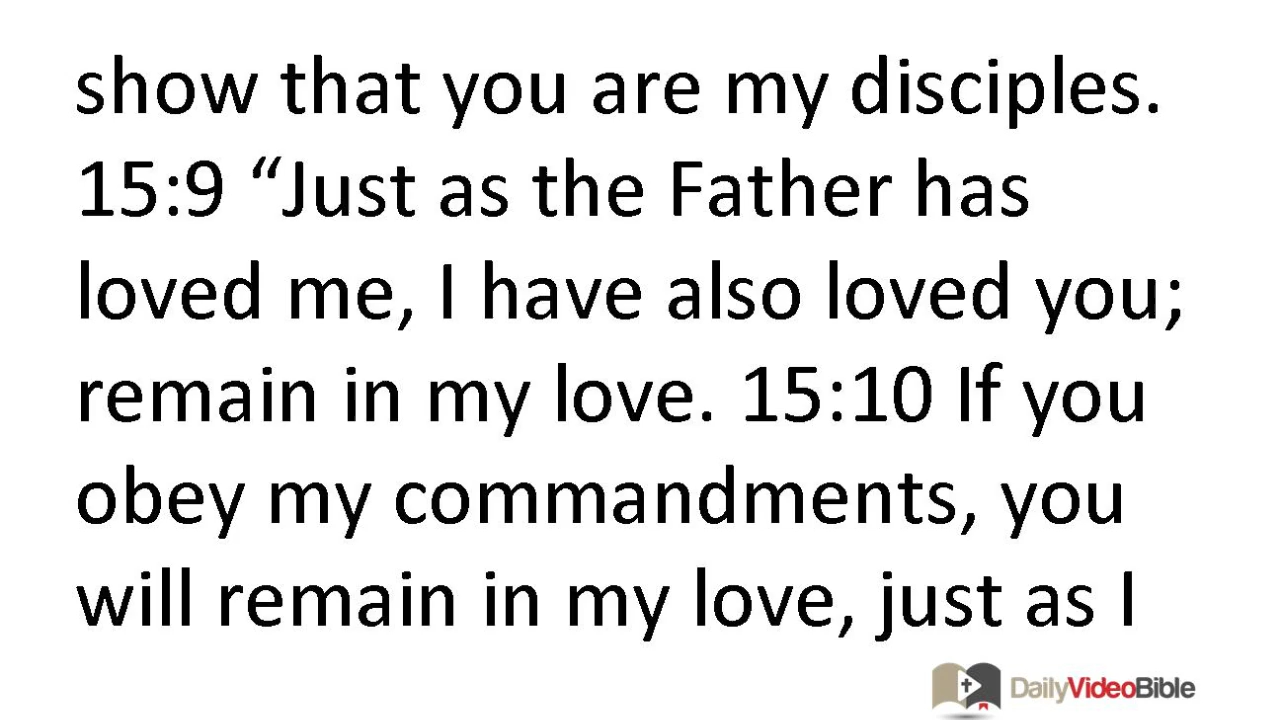 show that you are my disciples.
15:9 “Just as the Father has
loved me, I have also loved you;
remain in my love. 15:10 If you
obey my commandments, you
will remain in my love, just as I
DailyVideoBible